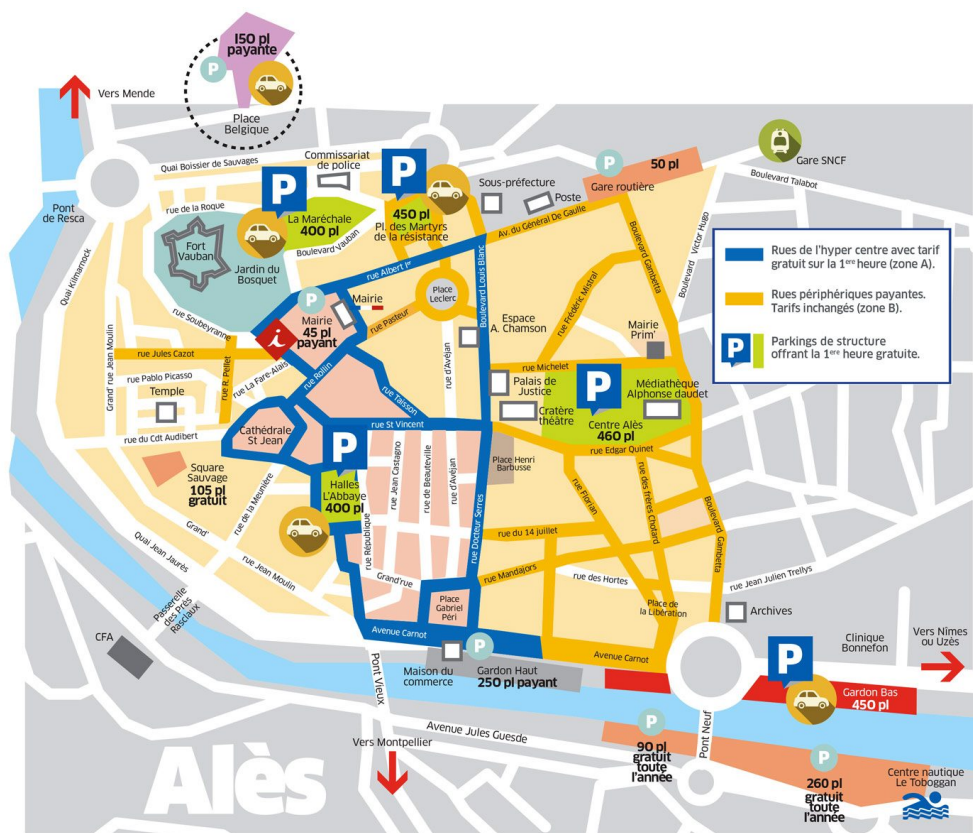 150 pl
payante
P
Vers Mende
Place
Belgique
Quai Boissier de Sauvages
Commissariat
de police
P
P
Sous-préfecture
Poste
P
50 pl
Gare routière
Gare SNCF
Boulevard Talabot
Pont
de Resca
rue de la Roque
La Maréchale
400 pl
450 pl
Pl. des Martyrs
de la résistance
Av. du Général De Gaulle
Boulevard Victor Hugo
Fort
Vauban
Jardin du
Bosquet
Boulevard Vauban
rue Albert Ier
Boulevard Louis Blanc
Boulevard Gambetta
Quai Kilmarnock
rue Soubeyranne
P
Mairie
Mairie
45 pl
payant
i
Place
Leclerc
rue Pasteur
rue Frédéric Mistral
Espace
A. Chamson
Mairie
Prim'
Rues de l'hyper centre avec tarif
gratuit sur la 1ere heure (zone A).
Rues périphériques payantes.
Tarifs inchangés (zone B).
P
Parkings de structure
offrant la 1ere heure gratuite.
Grand' rue Jean Moulin
rue Jules Cazot
rue R. Pellet
rue La Fare-Alais
rue Rollin
rue Taisson
rue d'Avéjan
rue Michelet
Palais de
Justice
P
Médiathèque
Alphonse daudet
rue Pablo Picasso
Temple
Cratère
théâtre
Centre Alès
460 pl
rue du Cdt Audibert
Cathédrale
St Jean
rue St Vincent
rue Edgar Quinet
Place Henri
Barbusse
Square
Sauvage
105 pl
gratuit
P
Halles
L'Abbaye
400 pl
rue Jean Castagno
rue de Beauteville
rue d'Avéjan
rue Docteur Serres
rue Florian
rue des frères Chotard
Boulevard Gambetta
rue de la Meunière
Grand'
rue Jean Moulin
Quai Jean Jaurès
rue République
Grand'rue
rue du 14 juillet
rue Mandajors
rue des Hortes
rue Jean Julien Trellys
Place
Gabriel
Péri
Place de
la Libération
Archives
Passerelle
des Près
Rasclaux
CFA
Avenue Carnot
Avenue Carnot
P
P
Clinique
Bonnefon
Vers Nîmes
ou Uzès
Maison du
commerce
Gardon Haut
250 pl payant
Gardon Bas
450 pl
Pont Vieux
Avenue Jules Guesde
Pont Neuf
Vers Montpellier
P
90 pl
gratuit
toute
l'année
P
260 pl
gratuit
toute
l'année
Centre nautique
Le Toboggan
Alès